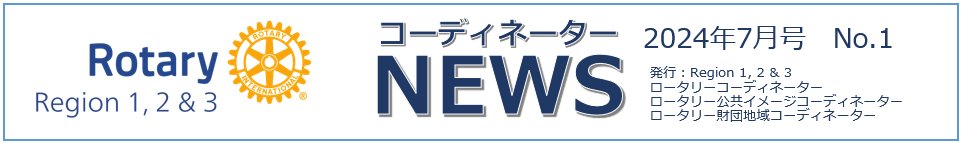 Rotary
Region 1, 2 & 3
ROTARY
INTERNATIONAL
®
コーディネーター
NEWS
2024年7月号　No.1
発行：Region 1, 2 & 3
ロータリーコーディネーター
ロータリー公共イメージコーディネーター
ロータリー財団地域コーディネーター